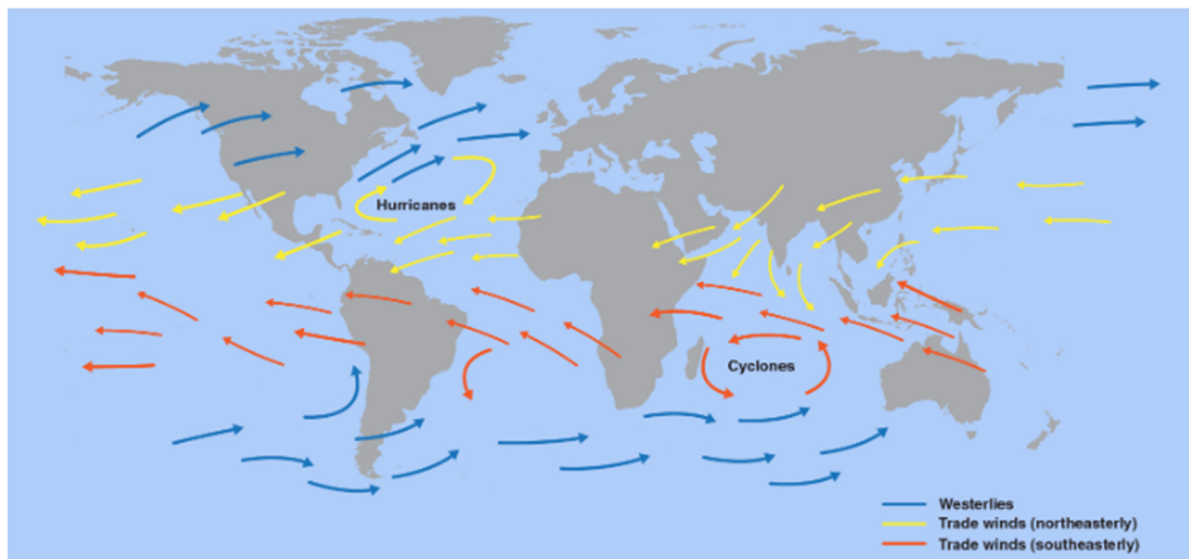 Hurricanes
Cyclones
Westerlies
Trade winds (northeasterly)
Trade winds (southeasterly)